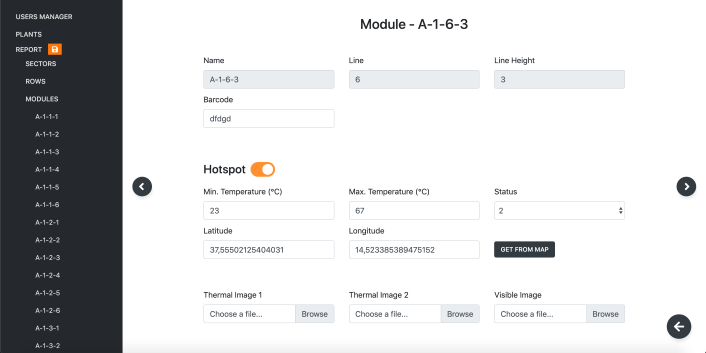 USERS MANAGER
PLANTS
REPORT
SECTORS
ROWS
MODULES
A-1-1-1
A-1-1-2
A-1-1-3
A-1-1-4
A-1-1-5
A-1-1-6
A-1-2-1
A-1-2-2
A-1-2-3
A-1-2-4
A-1-2-5
A-1-2-6
A-1-3-1
A-1-3-2
Module - A-1-6-3
Name Line Line Height
A-1-6-3 6 3
Barcode
dfdgd
Hotspot
Min. Temperature (°C) Max. Temperature (°C) Status
23 67 2
Latitude Longitude
37,55502125404031 14,523385389475152 GET FROM MAP
Thermal Image 1 Thermal Image 2 Visible Image
Choose a file... Browse Choose a file... Browse Choose a file... Browse